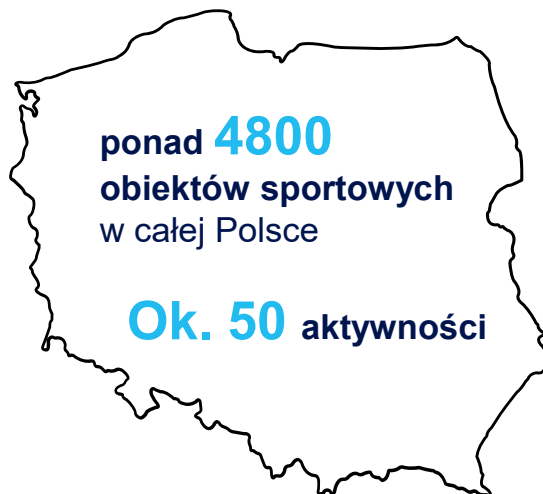 ponad 4800
obiektów sportowych
w całej Polsce
Ok. 50 aktywności